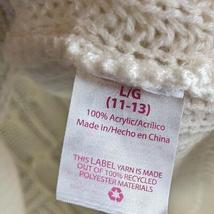 L/G
(11-13)
100% Acrylic/Acrílico
Made in/Hecho en China
THIS LABEL YARN IS MADE
OUT OF 100% RECYCLED
POLYESTER MATERIALS